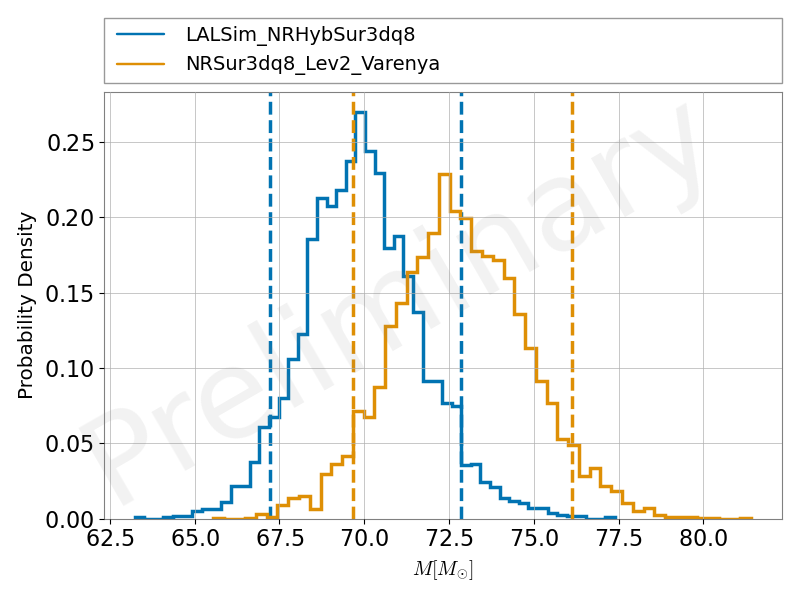 LALSim_NRHybSur3dq8
NRSur3dq8_Lev2_Varenya
Preliminary
Probability Density
0.25
0.20
0.15
0.10
0.05
0.00
62.5 65.0 67.5 70.0 72.5 75.0 77.5 80.0
M[M⊙]